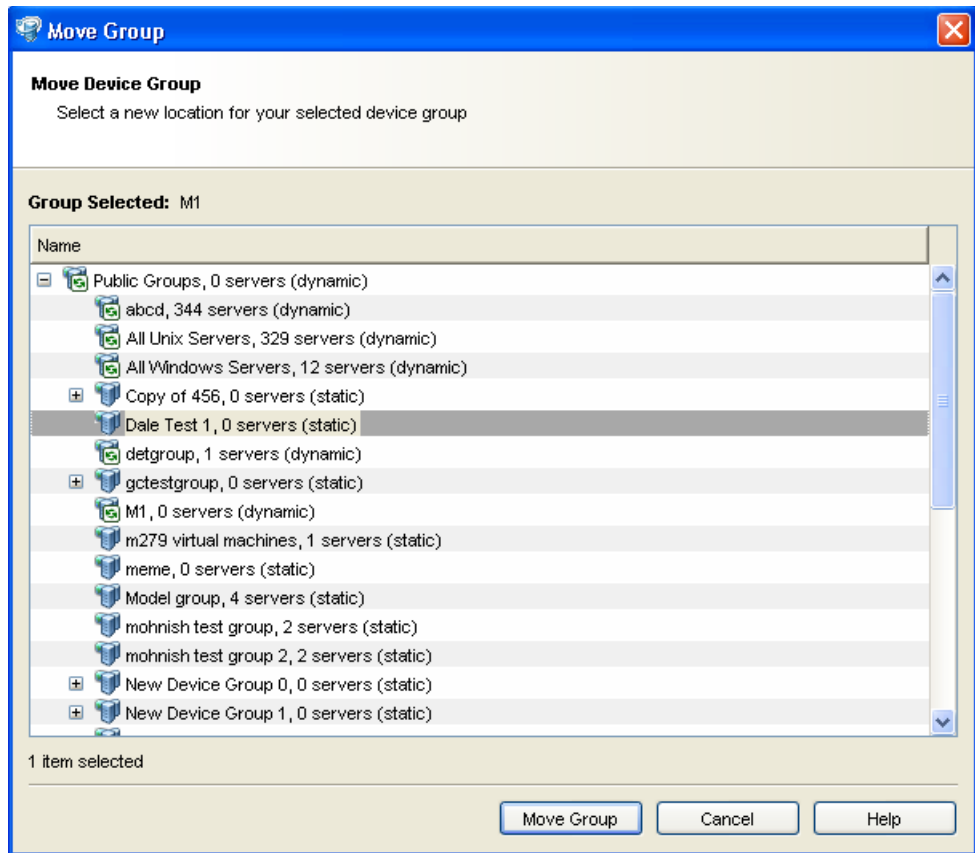 Move Group
Move Device Group
Select a new location for your selected device group
Group Selected: M1
Name
Public Groups, 0 servers (dynamic)
abcd, 344 servers (dynamic)
All Unix Servers, 329 servers (dynamic)
All Windows Servers, 12 servers (dynamic)
Copy of 456, 0 servers (static)
Dale Test 1, 0 servers (static)
detgroup, 1 servers (dynamic)
gctestgroup, 0 servers (static)
M1, 0 servers (dynamic)
m279 virtual machines, 1 servers (static)
meme, 0 servers (static)
Model group, 4 servers (static)
mohnish test group, 2 servers (static)
mohnish test group 2, 2 servers (static)
New Device Group 0, 0 servers (static)
New Device Group 1, 0 servers (static)
1 item selected
Move Group Cancel Help